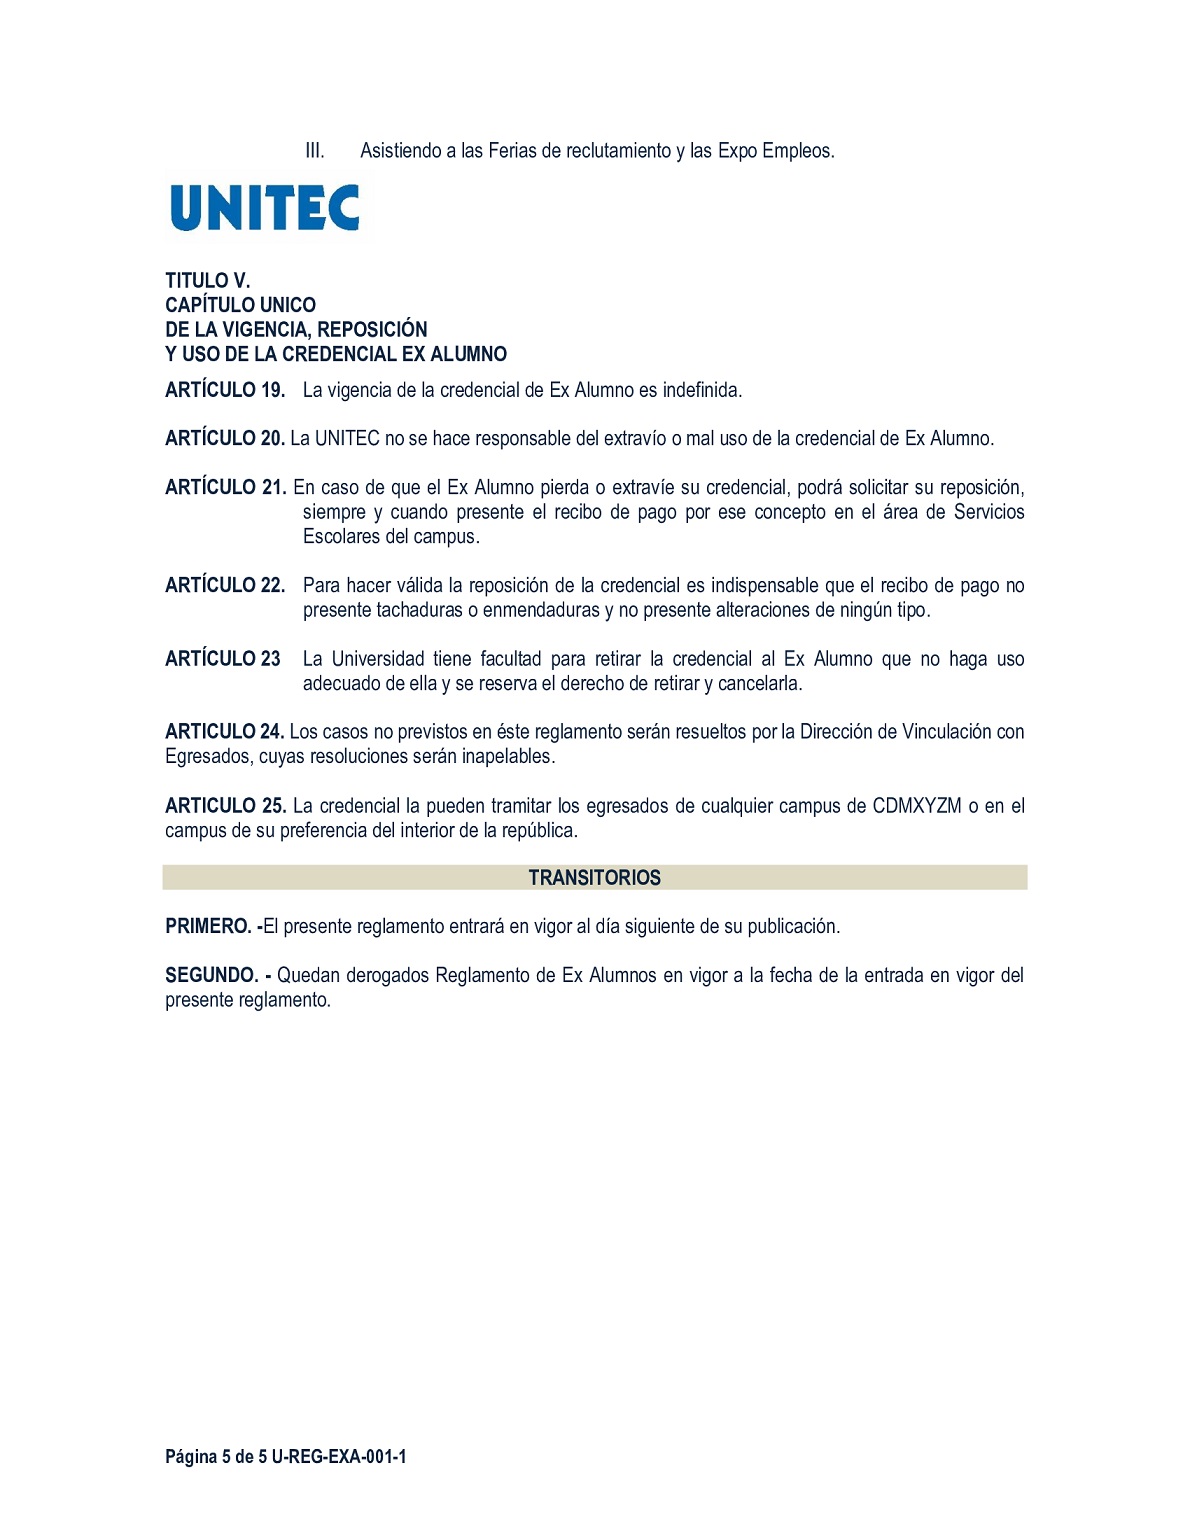 III. Asistiendo a las Ferias de reclutamiento y las Expo Empleos.
UNITEC
TITULO V.
CAPÍTULO UNICO
DE LA VIGENCIA, REPOSICIÓN
Y USO DE LA CREDENCIAL EX ALUMNO
ARTÍCULO 19. La vigencia de la credencial de Ex Alumno es indefinida.
ARTÍCULO 20. La UNITEC no se hace responsable del extravío o mal uso de la credencial de Ex Alumno.
ARTÍCULO 21. En caso de que el Ex Alumno pierda o extravíe su credencial, podrá solicitar su reposición,
siempre y cuando presente el recibo de pago por ese concepto en el área de Servicios
Escolares del campus.
ARTÍCULO 22. Para hacer válida la reposición de la credencial es indispensable que el recibo de pago no
presente tachaduras o enmendaduras y no presente alteraciones de ningún tipo.
ARTÍCULO 23 La Universidad tiene facultad para retirar la credencial al Ex Alumno que no haga uso
adecuado de ella y se reserva el derecho de retirar y cancelarla.
ARTICULO 24. Los casos no previstos en éste reglamento serán resueltos por la Dirección de Vinculación con
Egresados, cuyas resoluciones serán inapelables.
ARTICULO 25. La credencial la pueden tramitar los egresados de cualquier campus de CDMXYZM o en el
campus de su preferencia del interior de la república.
TRANSITORIOS
PRIMERO. -El presente reglamento entrará en vigor al día siguiente de su publicación.
SEGUNDO. - Quedan derogados Reglamento de Ex Alumnos en vigor a la fecha de la entrada en vigor del
presente reglamento.
Página 5 de 5 U-REG-EXA-001-1